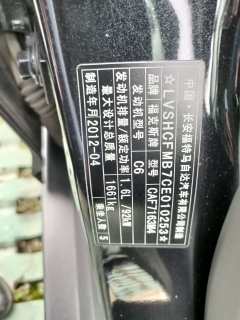 中国·长安福特马自达汽车有限公司制造
☆LVSHCFMB7CE010253☆
品牌 福克斯牌 型号 CAF7163M4
发动机型号 C6
发动机排量/额定功率 1.6L/92kW
最大设计总质量 1661kg
制造年月 2012-04 乘坐人数 5